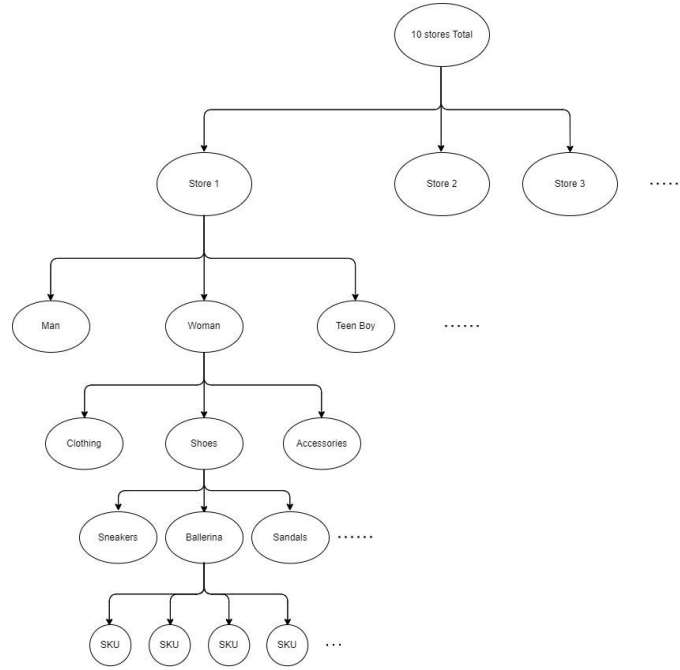 10 stores Total
Store 1
Store 2
Store 3
......
Man
Woman
Teen Boy
......
Clothing
Shoes
Accessories
Sneakers
Ballerina
Sandals
......
SKU
SKU
SKU
SKU
...